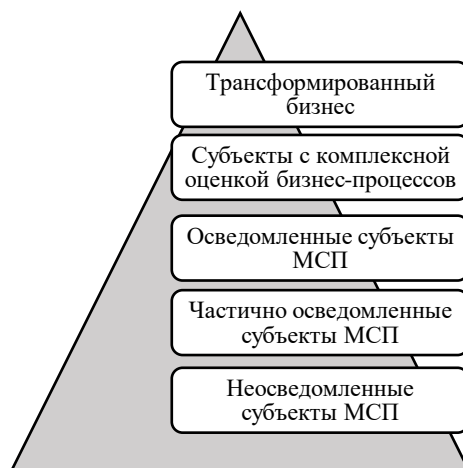 Трансформированный
бизнес
Субъекты с комплексной
оценкой бизнес-процессов
Осведомленные субъекты
МСП
Частично осведомленные
субъекты МСП
Неосведомленные
субъекты МСП